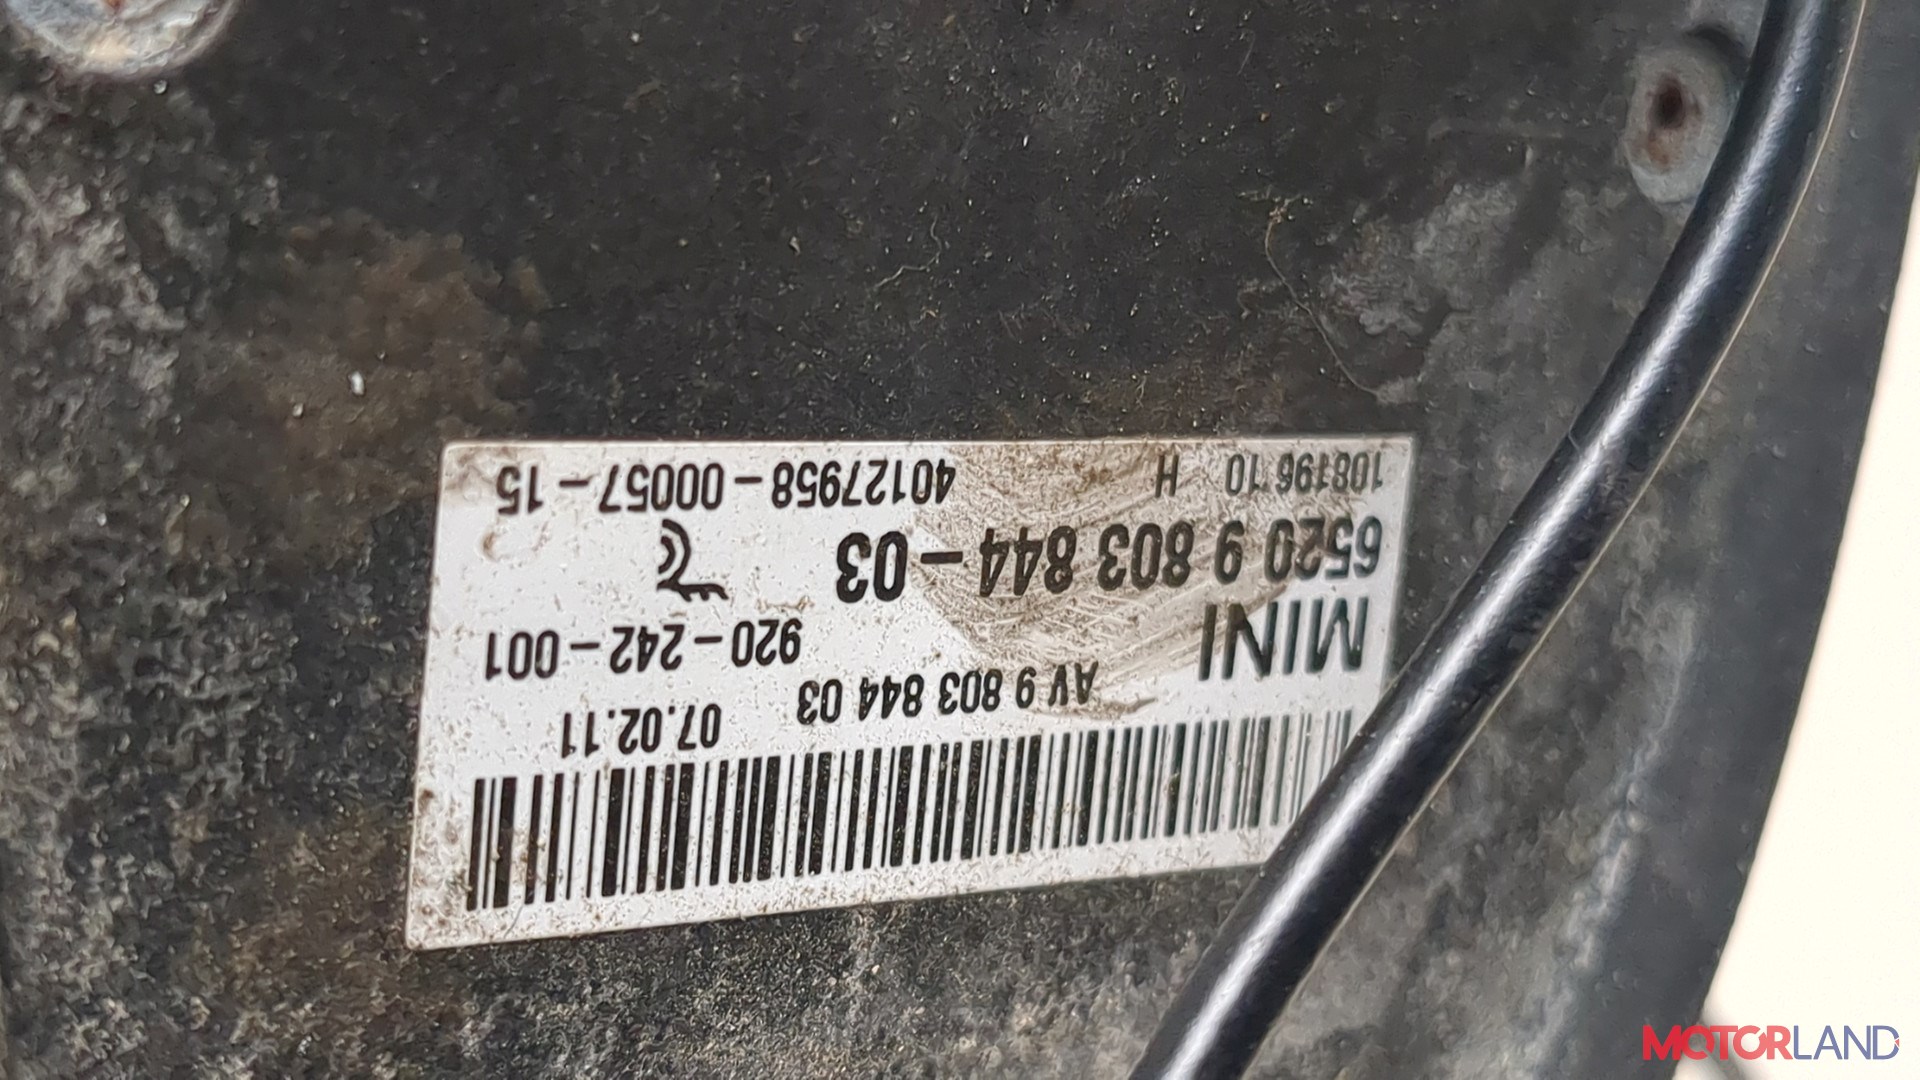 AV 9 803 844 03 07.02.11
MINI 920-242-001
6520 9 803 844-03
10 H 40127958-00057-15
MOTORLAND